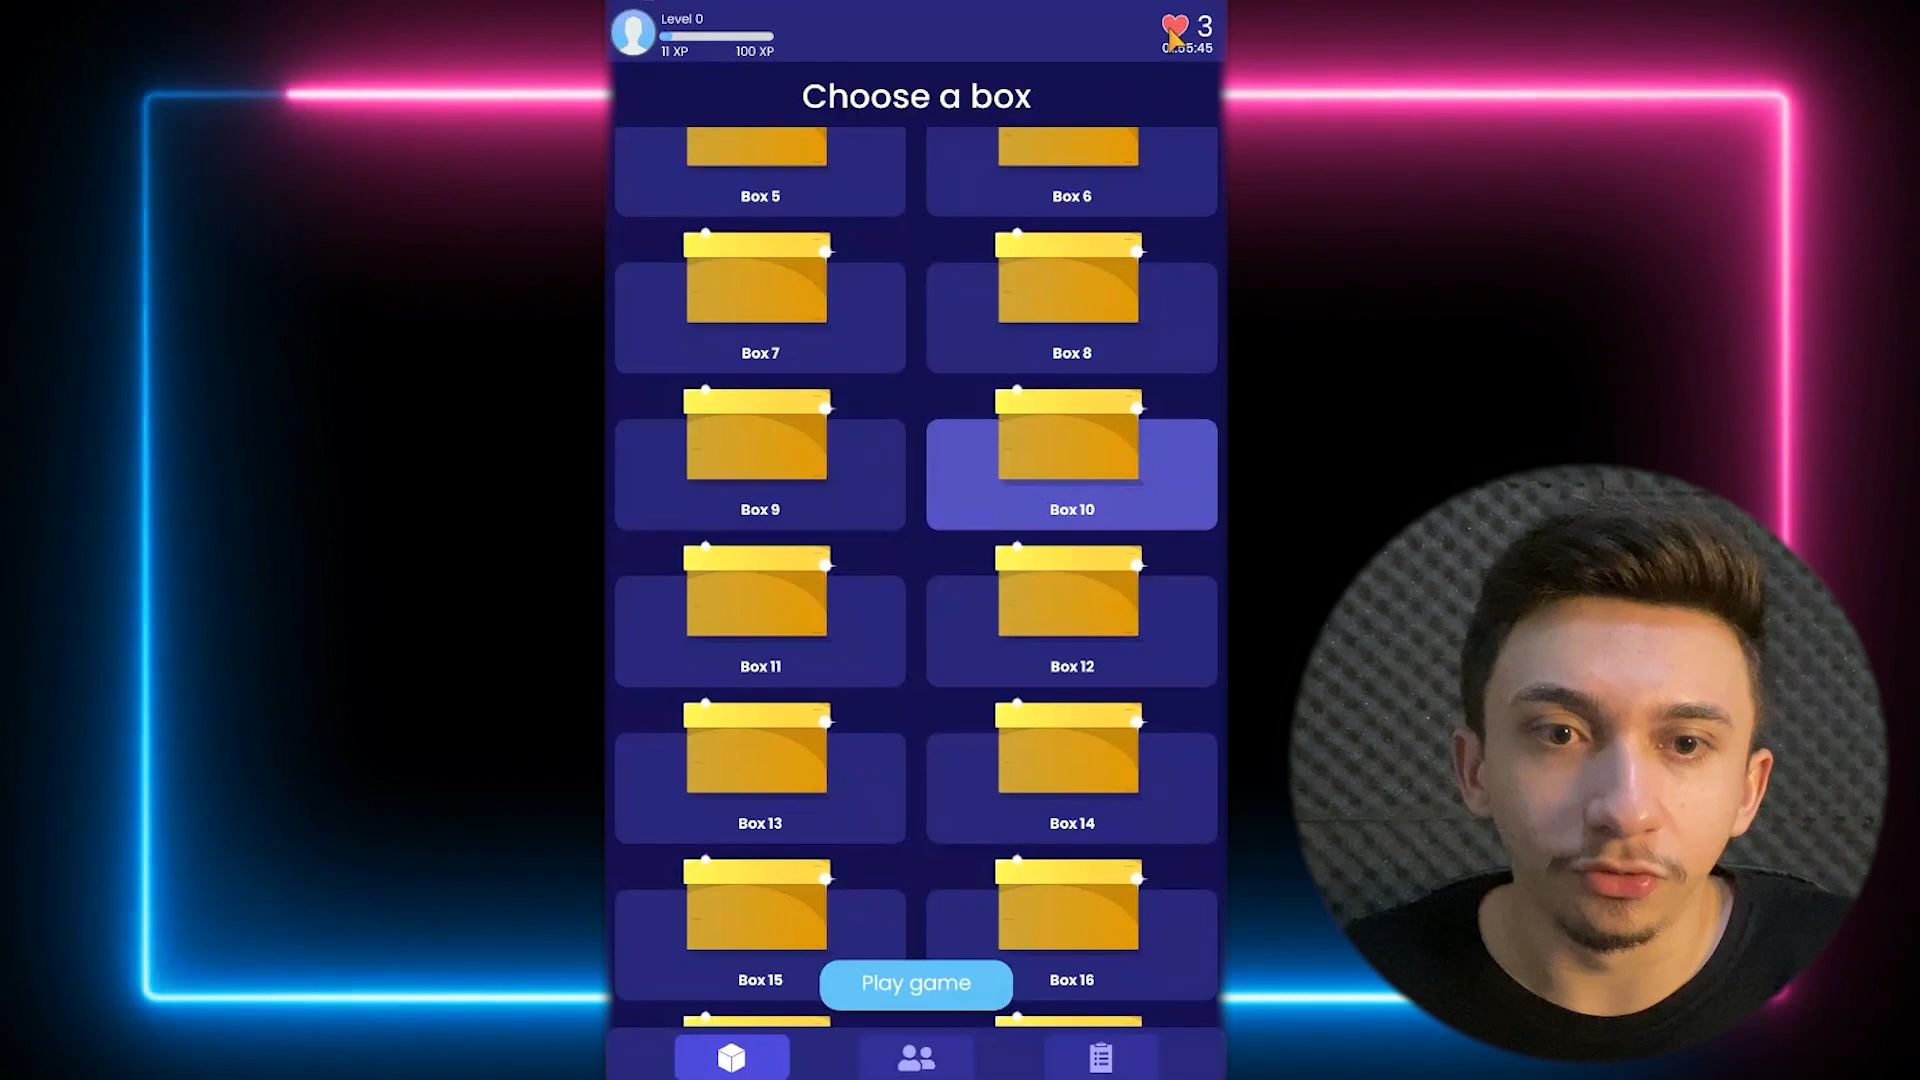 Level 0
3
11 XP 100 XP
Choose a box
Box 5 Box 6
Box 7 Box 8
Box 9 Box 10
Box 11 Box 12
Box 13 Box 14
Box 15 Box 16
Play game